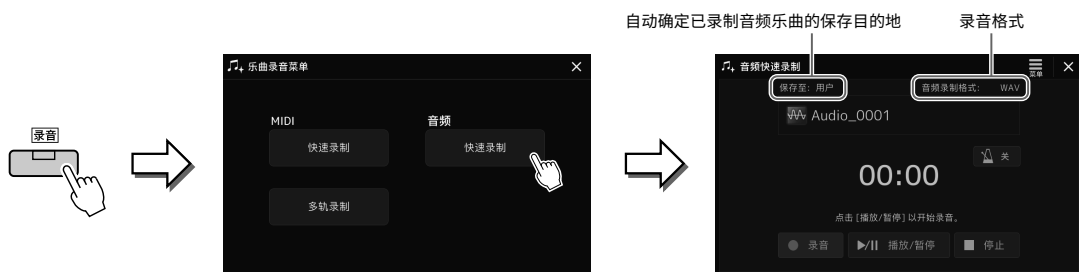 自动确定已录制音频乐曲的保存目的地
录音格式
录音
乐曲录音菜单
MIDI
音频
快速录制
快速录制
多轨录制
音频快速录制
菜单
保存至: 用户
音频录制格式: WAV
Audio_0001
关
00:00
点击 [播放/暂停] 以开始录音。
录音
播放/暂停
停止